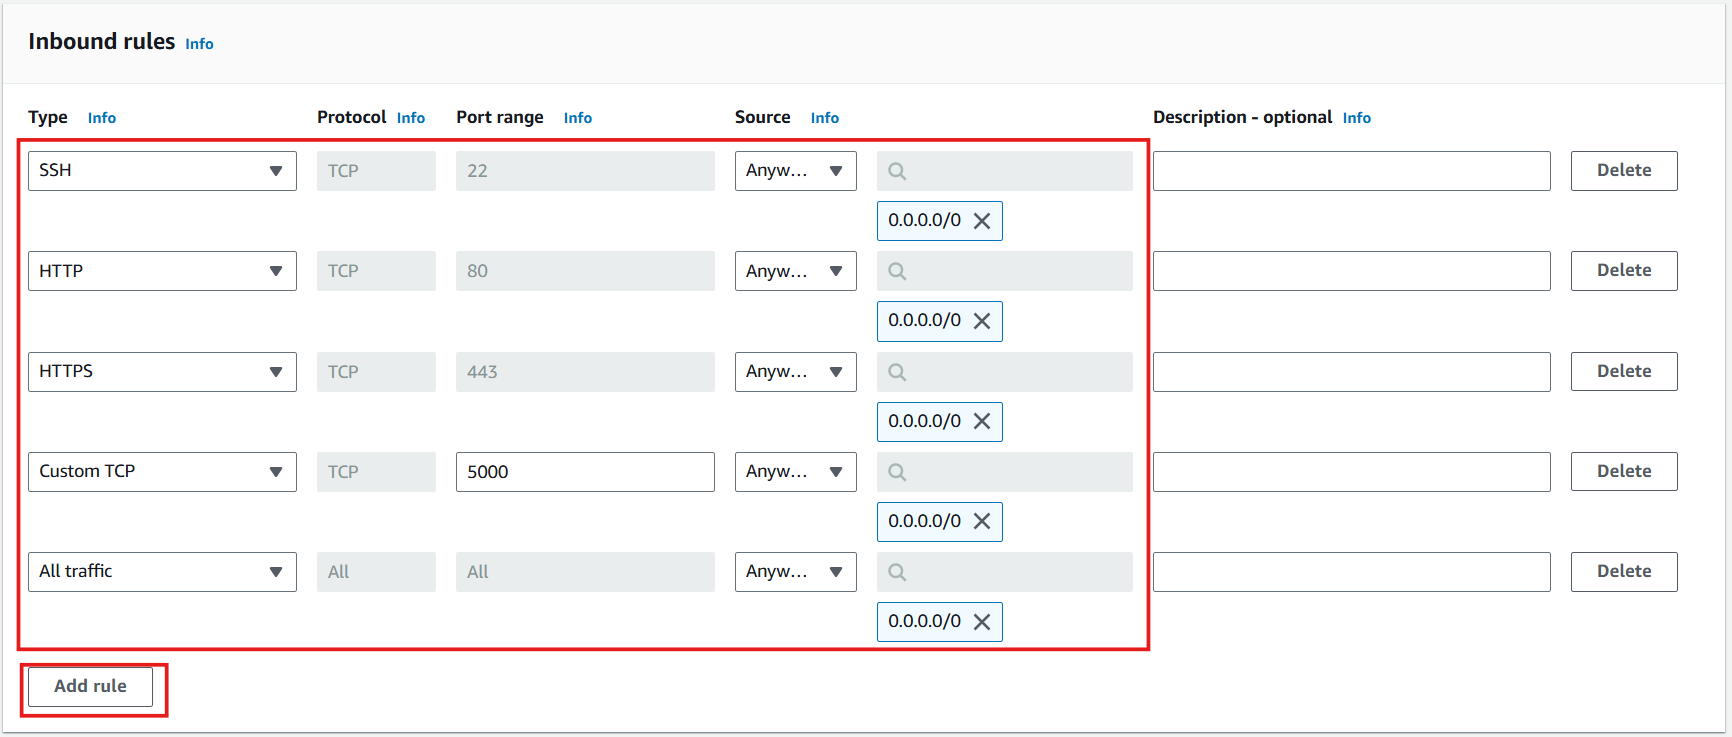 Inbound rules Info
Type Info Protocol Info Port range Info Source Info Description - optional Info
SSH TCP 22 Anyw... Delete
0.0.0.0/0
HTTP TCP 80 Anyw... Delete
0.0.0.0/0
HTTPS TCP 443 Anyw... Delete
0.0.0.0/0
Custom TCP TCP 5000 Anyw... Delete
0.0.0.0/0
All traffic All All Anyw... Delete
0.0.0.0/0
Add rule